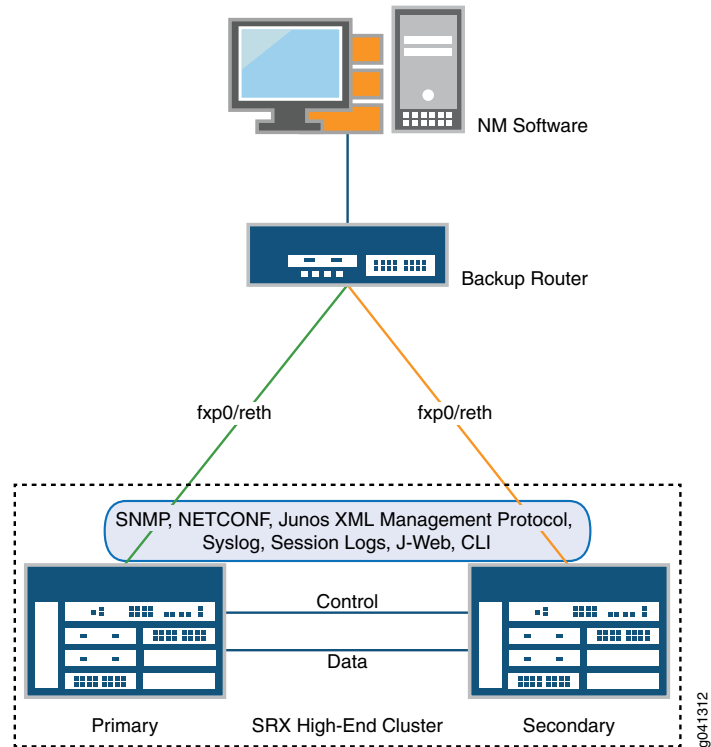 NM Software
Backup Router
fxp0/reth
fxp0/reth
SNMP, NETCONF, Junos XML Management Protocol,
Syslog, Session Logs, J-Web, CLI
Control
Data
Primary
SRX High-End Cluster
Secondary
g041312